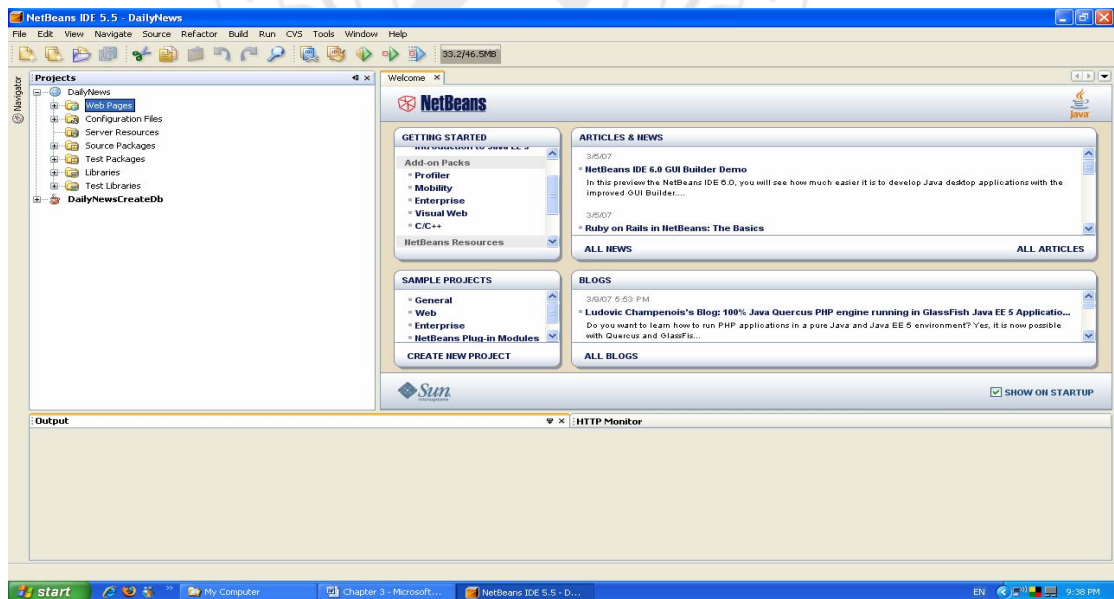 NetBeans IDE 5.5 - DailyNews
File Edit View Navigate Source Refactor Build Run CVS Tools Window Help
33.2/46.5MB
Navigator
Projects
DailyNews
Web Pages
Configuration Files
Server Resources
Source Packages
Test Packages
Libraries
Test Libraries
DailyNewsCreateDb
Welcome
NetBeans
Java
GETTING STARTED
Add-on Packs
Profiler
Mobility
Enterprise
Visual Web
C/C++
NetBeans Resources
ARTICLES & NEWS
3/5/07
NetBeans IDE 6.0 GUI Builder Demo
In this preview the NetBeans IDE 6.0, you will see how much easier it is to develop Java desktop applications with the
improved GUI Builder....
3/5/07
Ruby on Rails in NetBeans: The Basics
ALL NEWS ALL ARTICLES
SAMPLE PROJECTS
General
Web
Enterprise
NetBeans Plug-in Modules
CREATE NEW PROJECT
BLOGS
3/9/07 5:53 PM
Ludovic Champenois's Blog: 100% Java Quercus PHP engine running in GlassFish Java EE 5 Applicatio...
Do you want to learn how to run PHP applications in a pure Java and Java EE 5 environment? Yes, it is now possible
with Quercus and GlassFis...
ALL BLOGS
Sun
SHOW ON STARTUP
Output
HTTP Monitor
start My Computer Chapter 3 - Microsoft... NetBeans IDE 5.5 - D... EN 9:38 PM